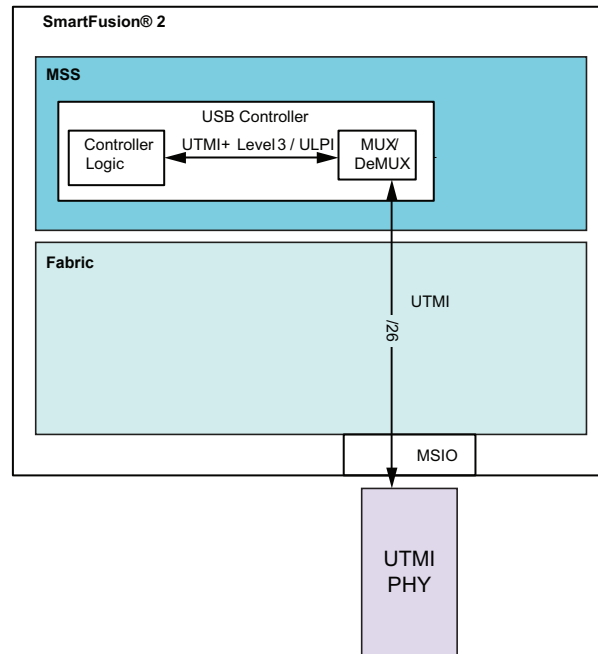 SmartFusion® 2
MSS
USB Controller
Controller
Logic
UTMI+ Level 3 / ULPI
MUX/
DeMUX
Fabric
UTMI
/26
MSIO
UTMI
PHY